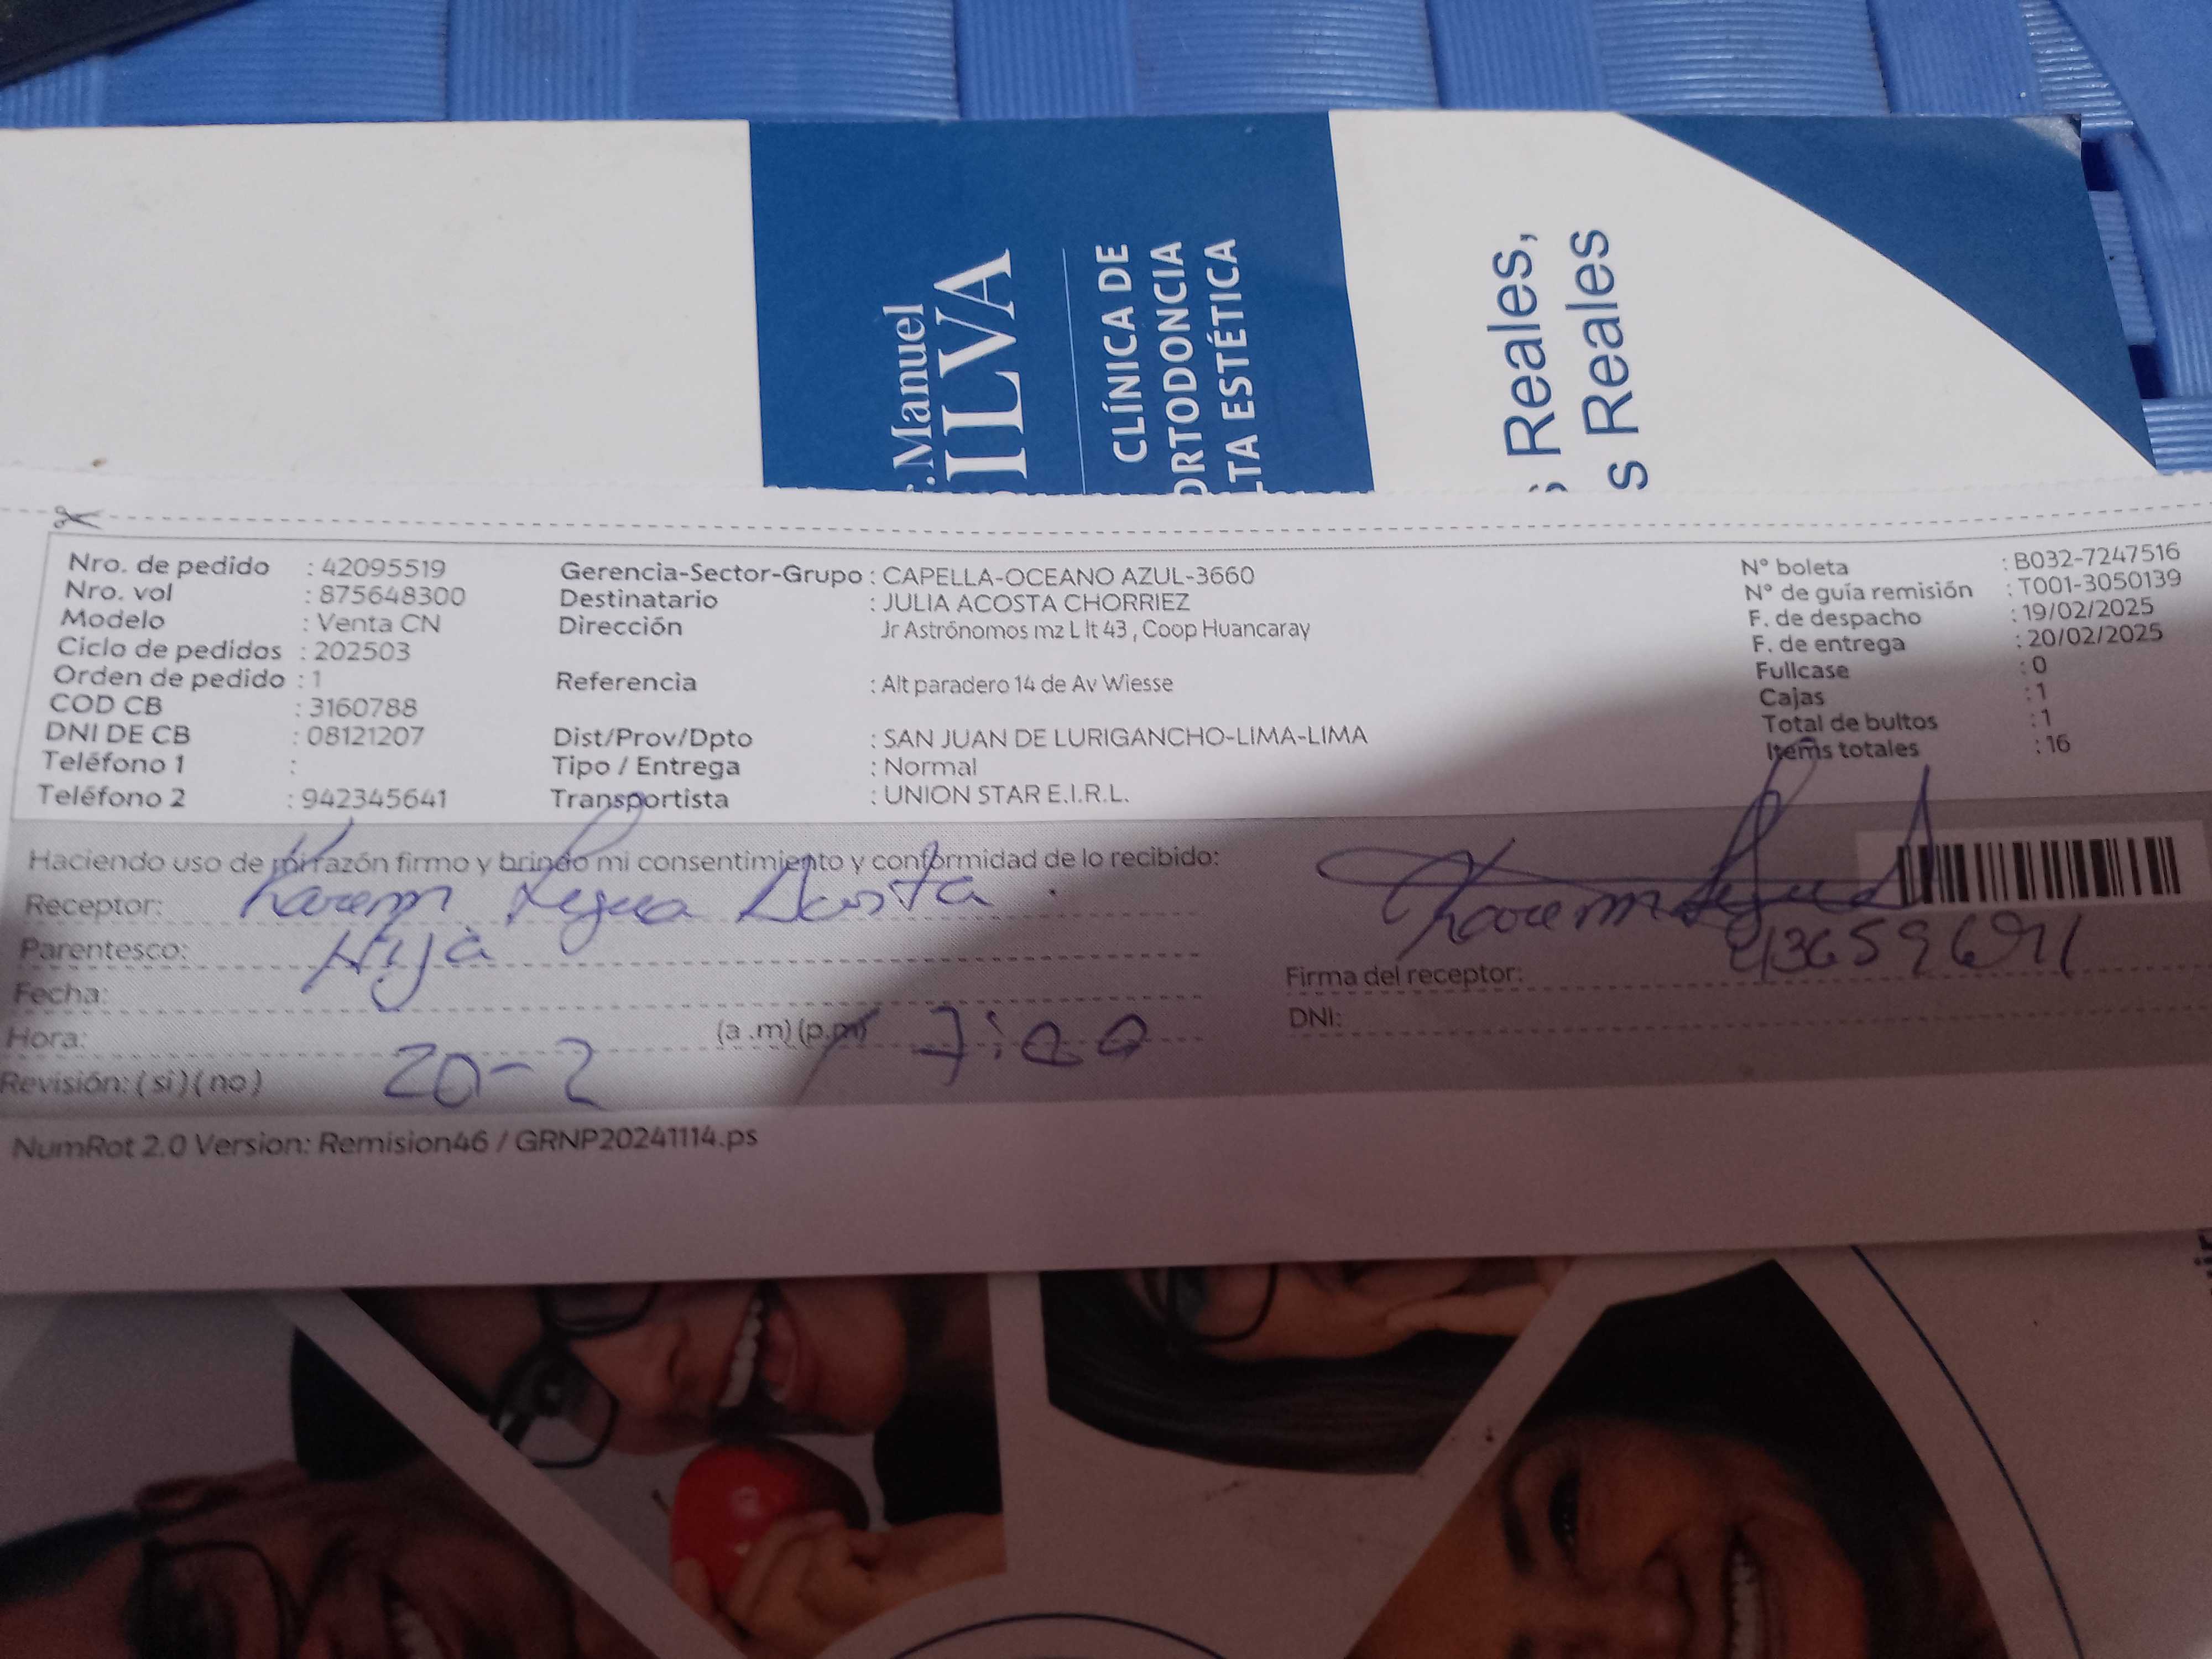 . Manuel
ILVA
CLÍNICA DE
ORTODONCIA
LTA ESTÉTICA
s Reales,
s Reales
Nro. de pedido : 42095519
Nro. vol : 875648300
Modelo : Venta CN
Ciclo de pedidos : 202503
Orden de pedido : 1
COD CB : 3160788
DNI DE CB : 08121207
Teléfono 1 :
Teléfono 2 : 942345641
Gerencia-Sector-Grupo : CAPELLA-OCEANO AZUL-3660
Destinatario : JULIA ACOSTA CHORRIEZ
Dirección Jr Astrónomos mz L lt 43 , Coop Huancaray
Referencia : Alt paradero 14 de Av Wiesse
Dist/Prov/Dpto : SAN JUAN DE LURIGANCHO-LIMA-LIMA
Tipo / Entrega : Normal
Transportista : UNION STAR E.I.R.L.
N° boleta : B032-7247516
N° de guía remisión : T001-3050139
F. de despacho : 19/02/2025
F. de entrega : 20/02/2025
Fullcase : 0
Cajas : 1
Total de bultos : 1
Items totales : 16
Haciendo uso de mi razón firmo y brindo mi consentimiento y conformidad de lo recibido:
Receptor: Karem Legua Acosta
Parentesco: Hija
Fecha:
Hora: (a .m) (p.m) 7:00
Revisión: ( si ) ( no ) 20-2
Firma del receptor:
DNI:
NumRot 2.0 Version: Remision46 / GRNP20241114.ps